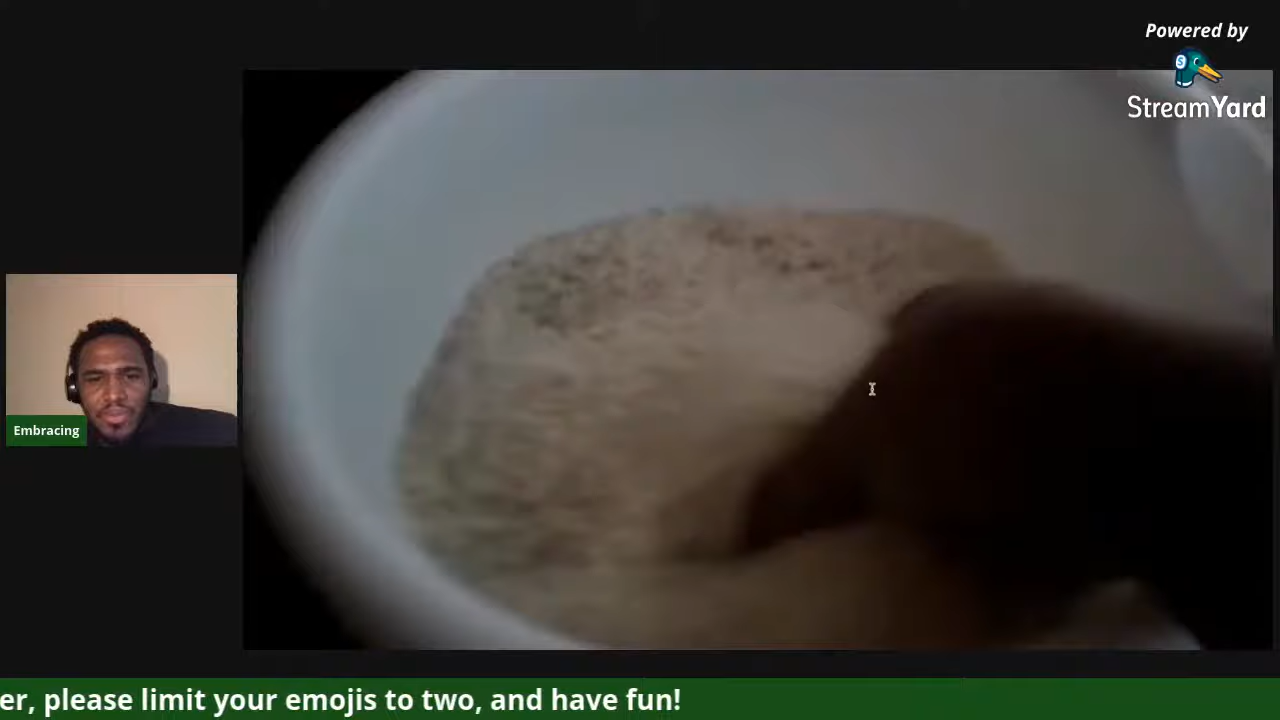 Powered by
StreamYard
Embracing
er, please limit your emojis to two, and have fun!